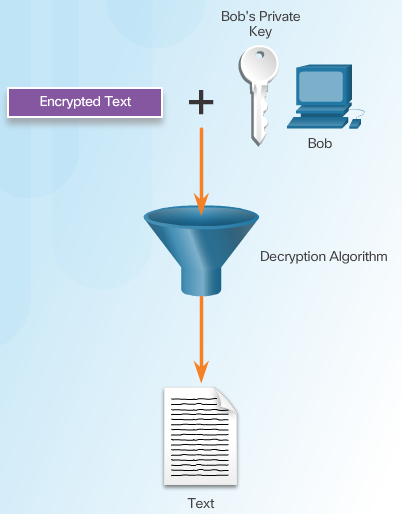 Bob's Private
Key
Encrypted Text
+
Bob
Decryption Algorithm
Text